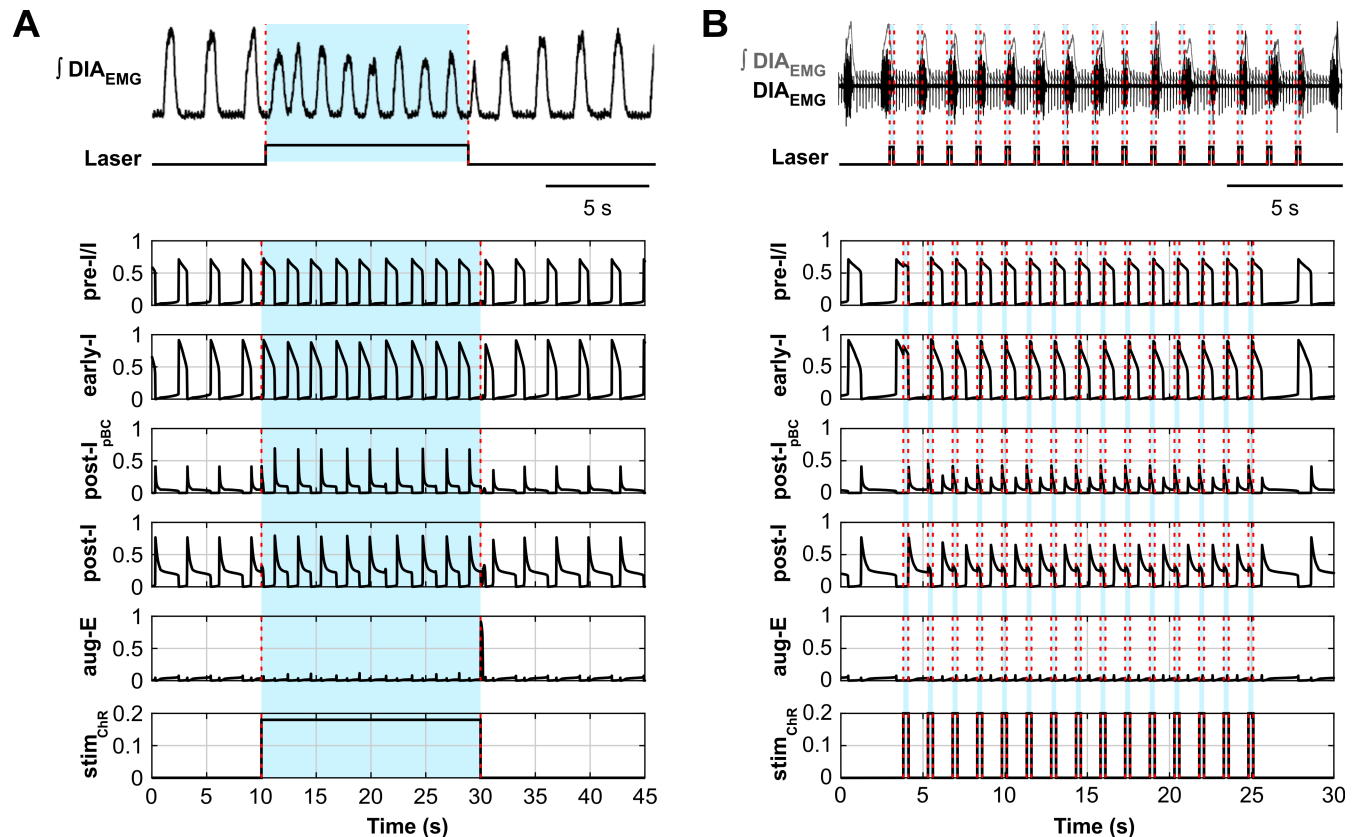 A
∫ DIA_EMG
Laser
5 s
pre-I/I
1
0.5
0
early-I
1
0.5
0
post-I_pBC
1
0.5
0
post-I
1
0.5
0
aug-E
1
0.5
0
stim_ChR
0.2
0.1
0
0 5 10 15 20 25 30 35 40 45
Time (s)
B
∫ DIA_EMG
DIA_EMG
Laser
5 s
pre-I/I
1
0.5
0
early-I
1
0.5
0
post-I_pBC
1
0.5
0
post-I
1
0.5
0
aug-E
1
0.5
0
stim_ChR
0.2
0.1
0
0 5 10 15 20 25 30
Time (s)